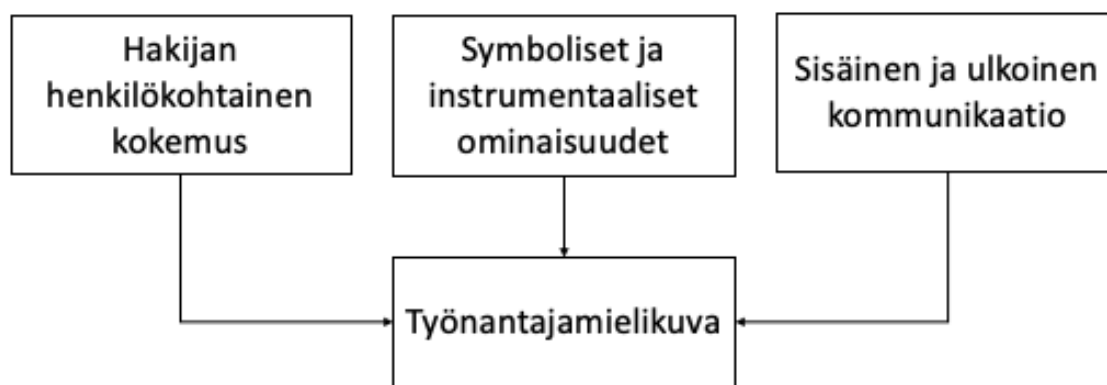 Hakijan
henkilökohtainen
kokemus
Symboliset ja
instrumentaaliset
ominaisuudet
Sisäinen ja ulkoinen
kommunikaatio
Työnantajamielikuva